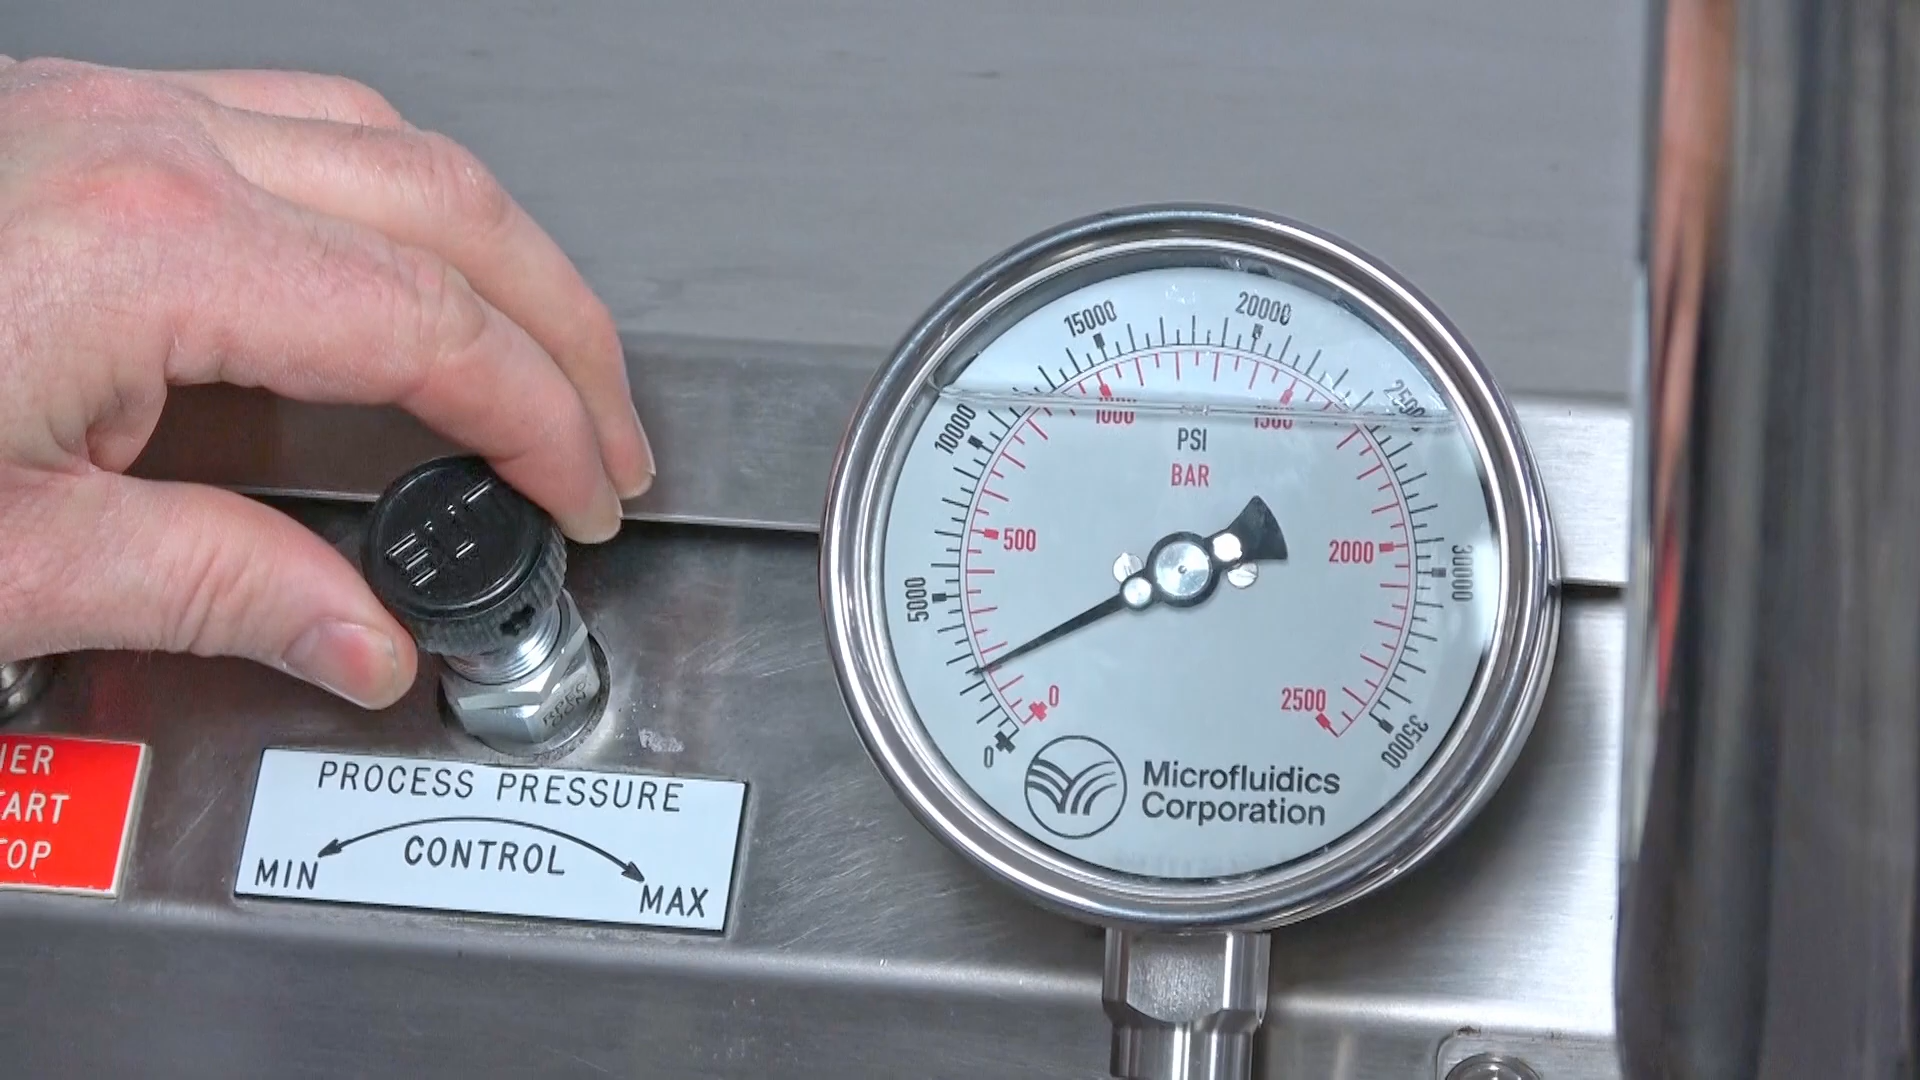 15000
20000
10000
25000
1000
1500
PSI
BAR
500
2000
5000
30000
0
2500
0
35000
Microfluidics
Corporation
PROCESS PRESSURE
CONTROL
MIN
MAX
TART
TOP